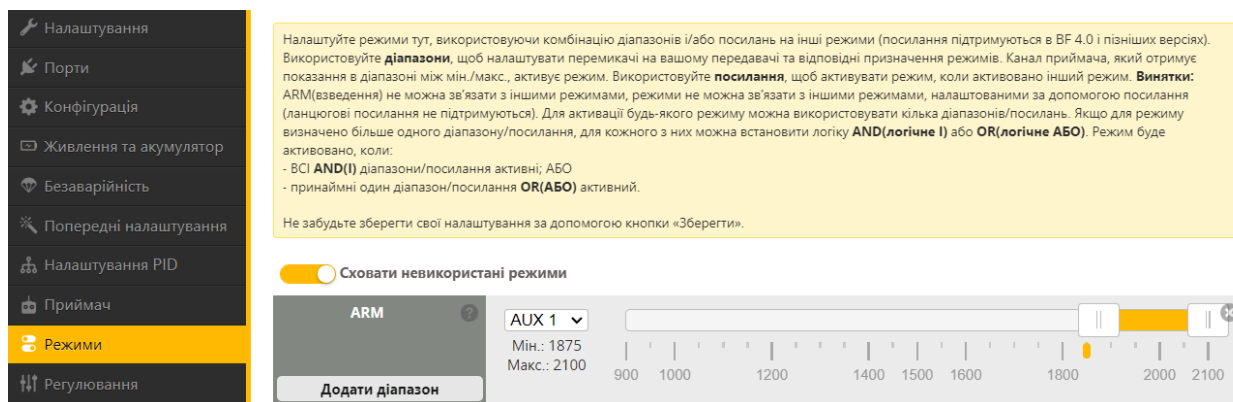 Налаштування
Порти
Конфігурація
Живлення та акумулятор
Безаварійність
Попередні налаштування
Налаштування PID
Приймач
Режими
Регулювання
Налаштуйте режими тут, використовуючи комбінацію діапазонів і/або посилань на інші режими (посилання підтримуються в BF 4.0 і пізніших версіях).
Використовуйте діапазони, щоб налаштувати перемикачі на вашому передавачі та відповідні призначення режимів. Канал приймача, який отримує
показання в діапазоні між мін./макс., активує режим. Використовуйте посилання, щоб активувати режим, коли активовано інший режим. Винятки:
ARM(взведення) не можна зв'язати з іншими режимами, режими не можна зв'язати з іншими режимами, налаштованими за допомогою посилання
(ланцюгові посилання не підтримуються). Для активації будь-якого режиму можна використовувати кілька діапазонів/посилань. Якщо для режиму
визначено більше одного діапазону/посилання, для кожного з них можна встановити логіку AND(логічне І) або OR(логічне АБО). Режим буде
активовано, коли:
- ВСІ AND(І) діапазони/посилання активні; АБО
- принаймні один діапазон/посилання OR(АБО) активний.
Не забудьте зберегти свої налаштування за допомогою кнопки «Зберегти».
Сховати невикористані режими
ARM
Додати діапазон
AUX 1
Мін.: 1875
Макс.: 2100
900 1000 1200 1400 1500 1600 1800 2000 2100